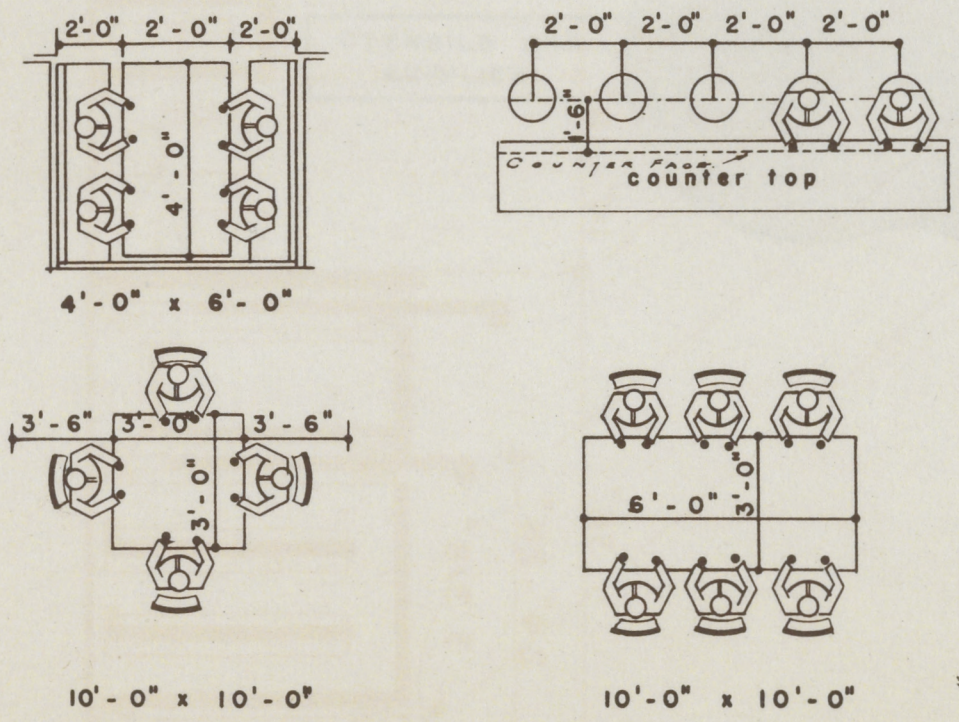 2'-0" 2'-0" 2'-0"
4'-0"
4'-0" x 6'-0"
2'-0" 2'-0" 2'-0" 2'-0"
1'-6"
COUNTER FACE
counter top
3'-6" 3'-0" 3'-6"
3'-0"
10'-0" x 10'-0"
6'-0" 3'-0"
10'-0" x 10'-0"